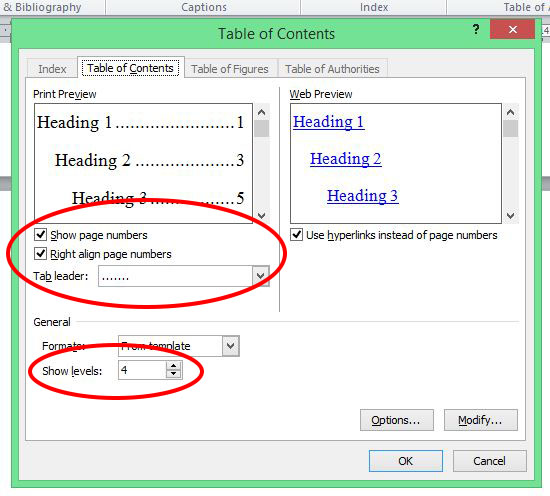 & Bibliography Captions Index Table of A
Table of Contents ? x
Index Table of Contents Table of Figures Table of Authorities
Print Preview Web Preview
Heading 1........................1 Heading 1
Heading 2....................3 Heading 2
Heading 3.................5 Heading 3
Show page numbers Use hyperlinks instead of page numbers
Right align page numbers
Tab leader: .......
General
Formats: From template
Show levels: 4
Options... Modify...
OK Cancel